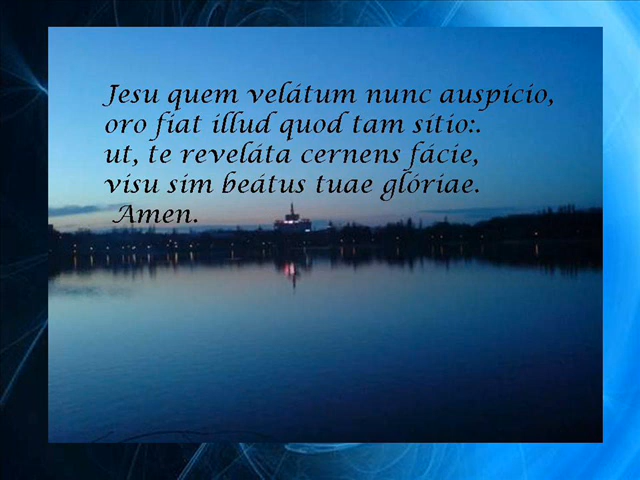 Jesu quem velátum nunc auspício,
oro fiat illud quod tam sítio:.
ut, te reveláta cernens fácie,
visu sim beátus tuae glóriae.
Amen.